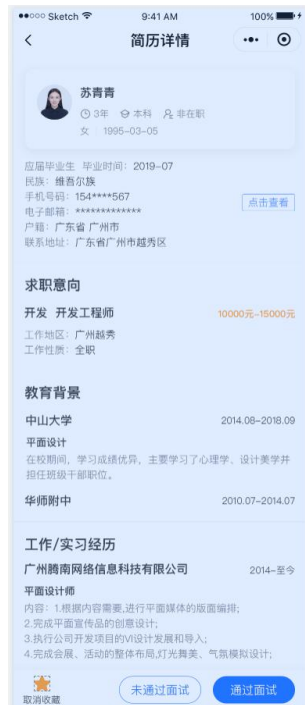 Sketch 9:41 AM 100%
简历详情
苏青青
3年 本科 非在职
女 1995-03-05
应届毕业生 毕业时间：2019-07
民族：维吾尔族
手机号码：154****567
点击查看
电子邮箱：*************
户籍：广东省 广州市
联系地址：广东省广州市越秀区
求职意向
开发 开发工程师 10000元-15000元
工作地区：广州越秀
工作性质：全职
教育背景
中山大学 2014.08-2018.09
平面设计
在校期间，学习成绩优异、主要学习了心理学、设计美学并
担任班级干部职位。
华师附中 2010.07-2014.07
工作/实习经历
广州腾南网络信息科技有限公司 2014-至今
平面设计师
内容：1.根据内容需要,进行平面媒体的版面编排;
2.完成平面宣传品的创意设计;
3.执行公司开发项目的VI设计发展和导入;
4.完成会展、活动的整体布局,灯光舞美、气氛模拟设计;
取消收藏 未通过面试 通过面试